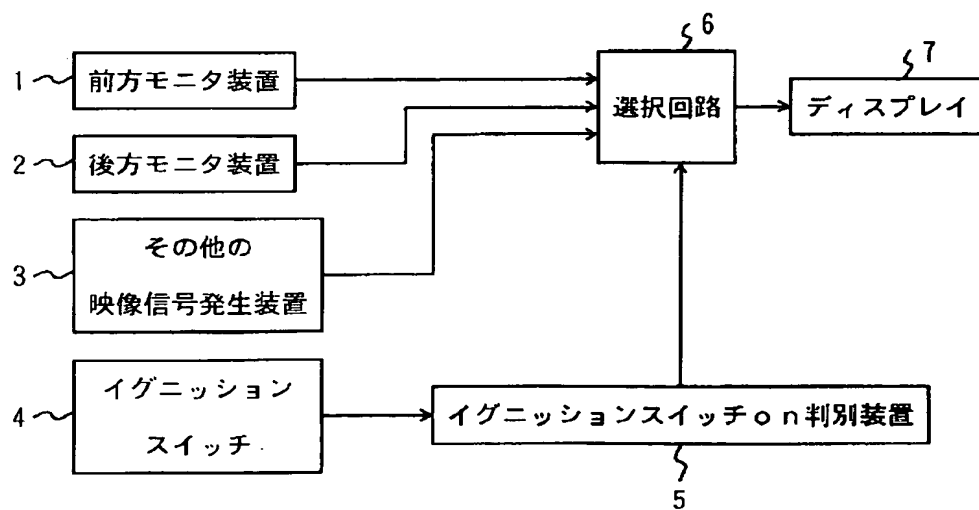 6
7
1
前方モニタ装置
選択回路
ディスプレイ
2
後方モニタ装置
3
その他の
映像信号発生装置
4
イグニッション
スイッチ
イグニッションスイッチon判別装置
5